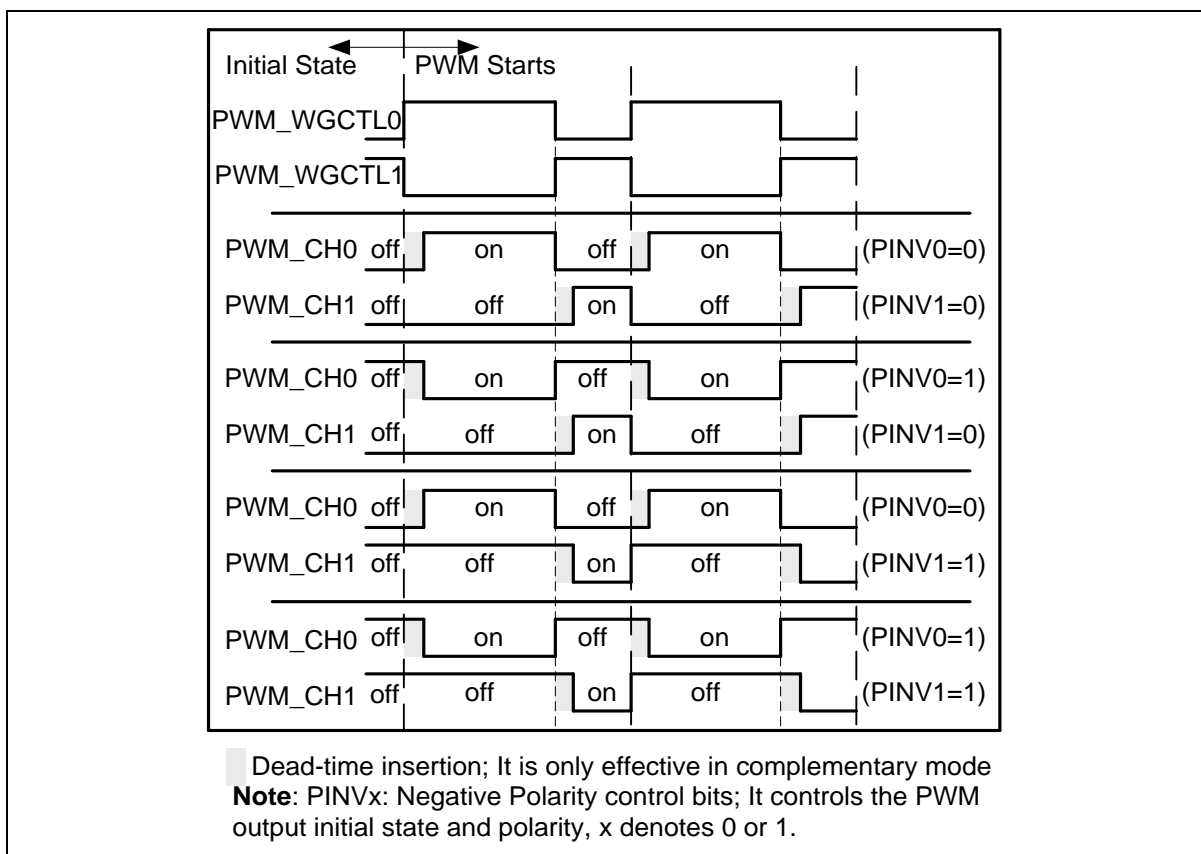 Initial State PWM Starts
PWM_WGCTL0
PWM_WGCTL1
PWM_CH0 off on off on (PINV0=0)
PWM_CH1 off off on off (PINV1=0)
PWM_CH0 off on off on (PINV0=1)
PWM_CH1 off off on off (PINV1=0)
PWM_CH0 off on off on (PINV0=0)
PWM_CH1 off off on off (PINV1=1)
PWM_CH0 off on off on (PINV0=1)
PWM_CH1 off off on off (PINV1=1)
Dead-time insertion; It is only effective in complementary mode
Note: PINVx: Negative Polarity control bits; It controls the PWM
output initial state and polarity, x denotes 0 or 1.